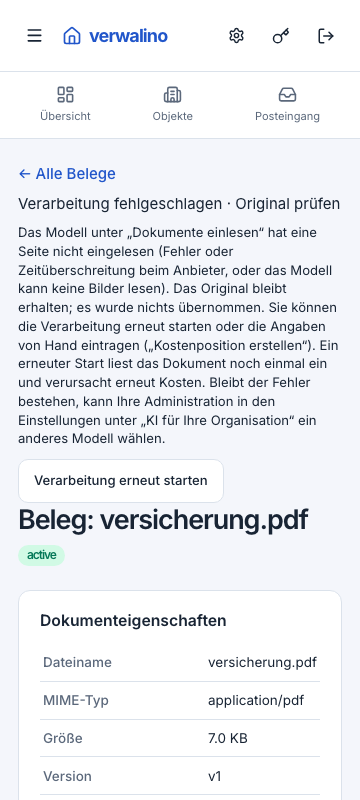 verwalino
Übersicht
Objekte
Posteingang
← Alle Belege
Verarbeitung fehlgeschlagen · Original prüfen
Das Modell unter „Dokumente einlesen“ hat eine
Seite nicht eingelesen (Fehler oder
Zeitüberschreitung beim Anbieter, oder das Modell
kann keine Bilder lesen). Das Original bleibt
erhalten; es wurde nichts übernommen. Sie können
die Verarbeitung erneut starten oder die Angaben
von Hand eintragen („Kostenposition erstellen“). Ein
erneuter Start liest das Dokument noch einmal ein
und verursacht erneut Kosten. Bleibt der Fehler
bestehen, kann Ihre Administration in den
Einstellungen unter „KI für Ihre Organisation“ ein
anderes Modell wählen.
Verarbeitung erneut starten
Beleg: versicherung.pdf
active
Dokumenteigenschaften
Dateiname versicherung.pdf
MIME-Typ application/pdf
Größe 7.0 KB
Version v1